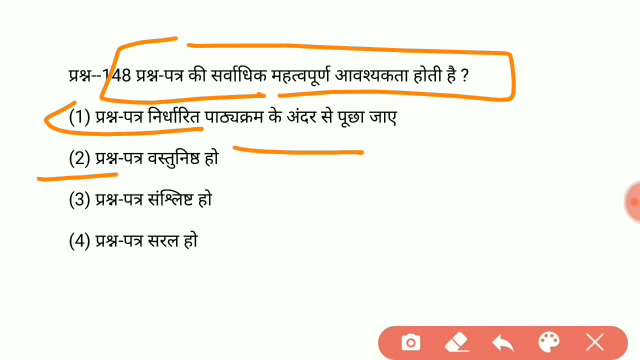 प्रश्न--148 प्रश्न-पत्र की सर्वाधिक महत्वपूर्ण आवश्यकता होती है ?
(1) प्रश्न-पत्र निर्धारित पाठ्यक्रम के अंदर से पूछा जाए
(2) प्रश्न-पत्र वस्तुनिष्ठ हो
(3) प्रश्न-पत्र संश्लिष्ट हो
(4) प्रश्न-पत्र सरल हो